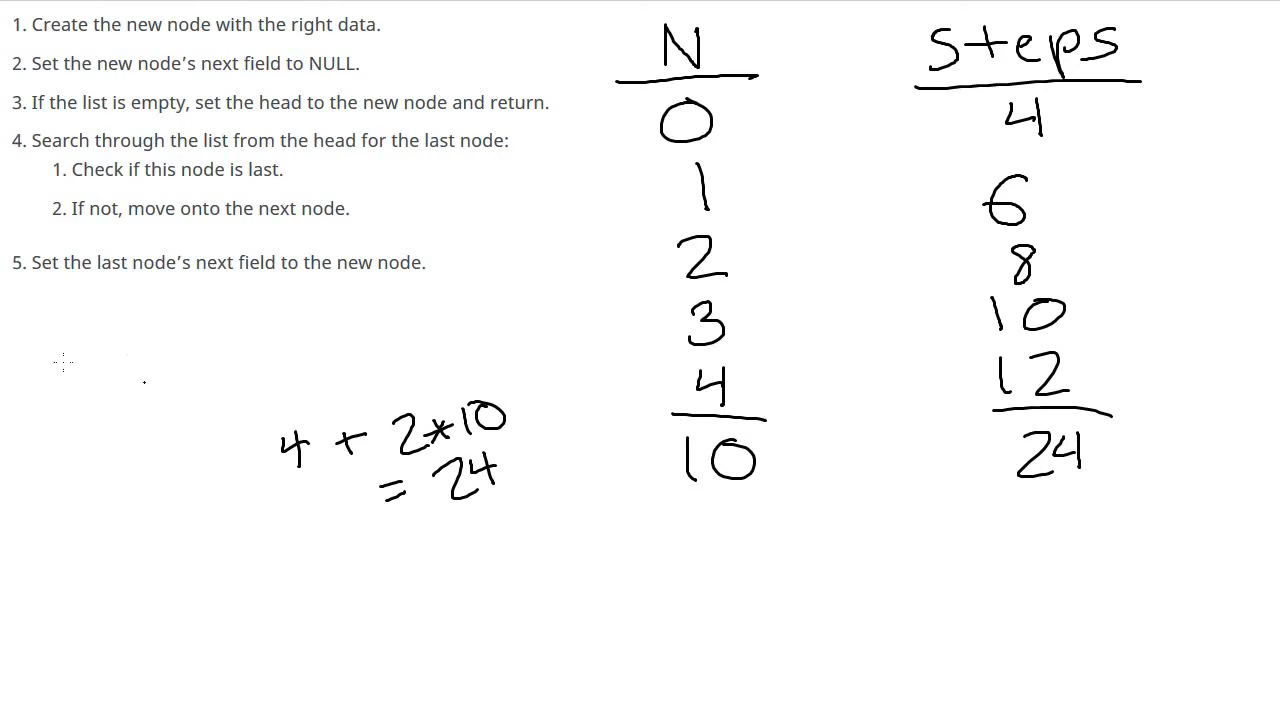 1. Create the new node with the right data.
2. Set the new node’s next field to NULL.
3. If the list is empty, set the head to the new node and return.
4. Search through the list from the head for the last node:
1. Check if this node is last.
2. If not, move onto the next node.
5. Set the last node’s next field to the new node.
4 + 2*10
= 24
N Steps
0 4
1 6
2 8
3 10
4 12
10 24